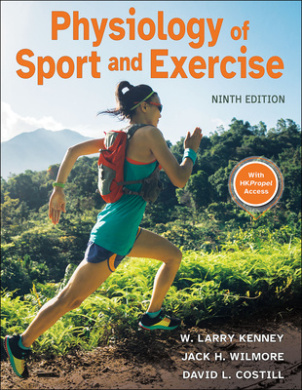 Physiology of
Sport and Exercise
NINTH EDITION
With
HKPropel
Access
W. LARRY KENNEY
JACK H. WILMORE
DAVID L. COSTILL